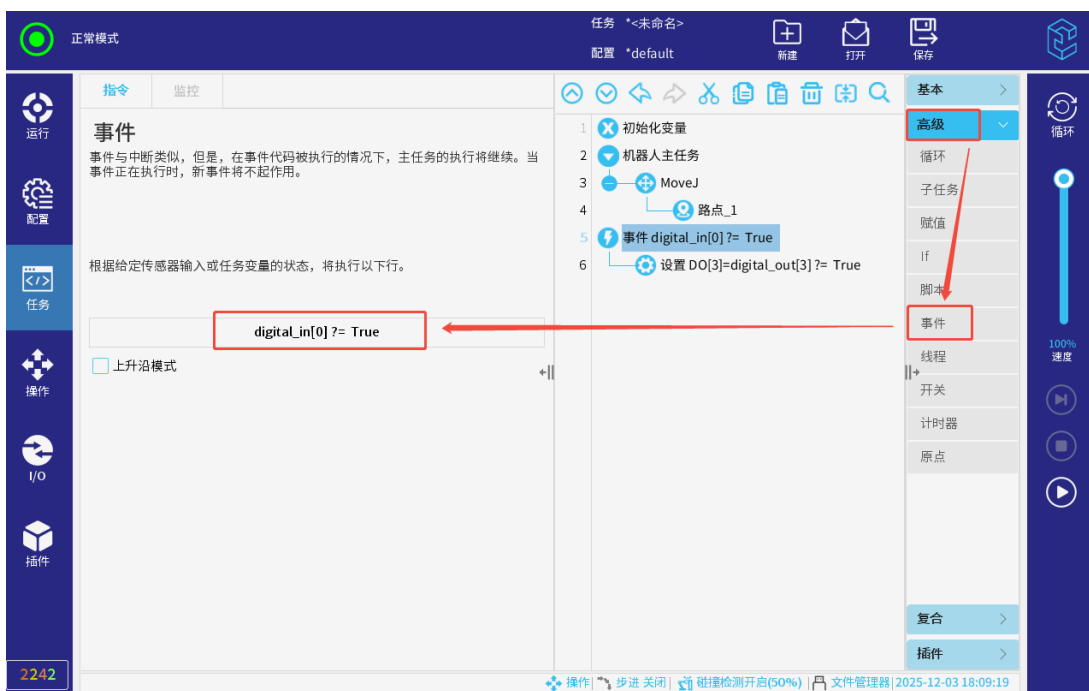 正常模式
任务 *<未命名>
配置 *default
新建
打开
保存
运行
配置
任务
操作
I/O
插件
2242
指令
监控
事件
事件与中断类似，但是，在事件代码被执行的情况下，主任务的执行将继续。当
事件正在执行时，新事件将不起作用。
根据给定传感器输入或任务变量的状态，将执行以下行。
digital_in[0] ?= True
上升沿模式
1 初始化变量
2 机器人主任务
3 MoveJ
4 路点_1
5 事件 digital_in[0] ?= True
6 设置 DO[3]=digital_out[3] ?= True
基本
高级
循环
子任务
赋值
If
脚本
事件
线程
开关
计时器
原点
复合
插件
循环
100%
速度
操作| 步进 关闭| 碰撞检测开启(50%) | 文件管理器| 2025-12-03 18:09:19